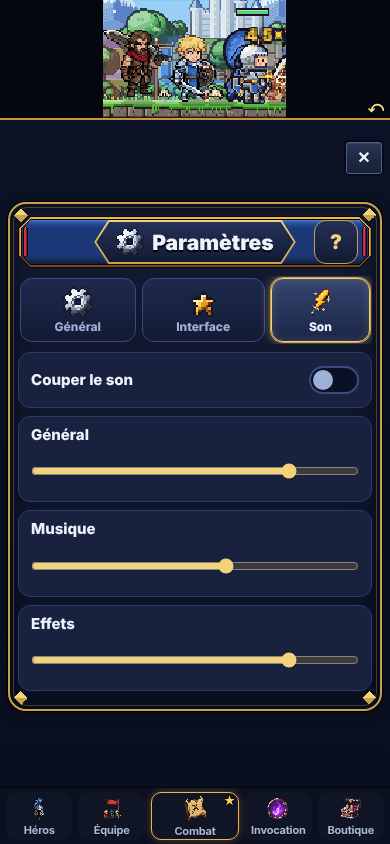 45
×
Paramètres
?
Général
Interface
Son
Couper le son
Général
Musique
Effets
Héros
Équipe
Combat
Invocation
Boutique